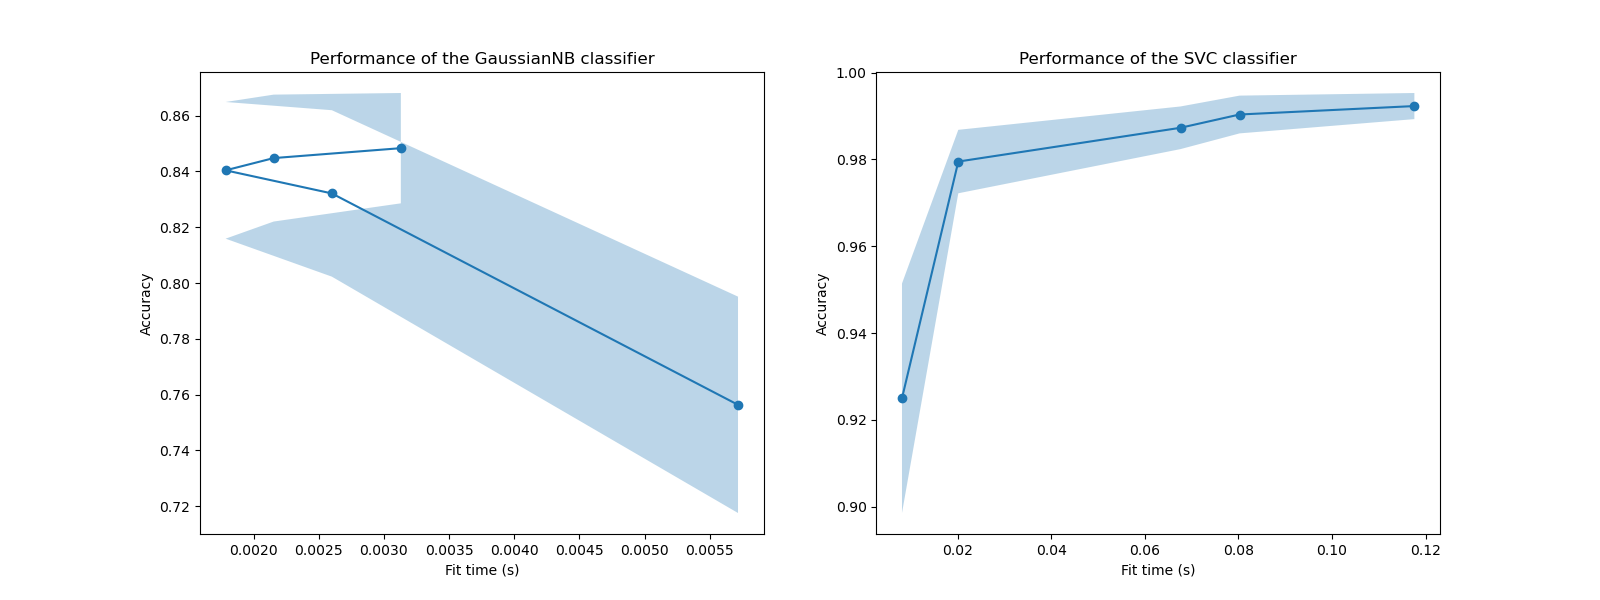 Performance of the GaussianNB classifier
0.86
0.84
0.82
0.80
0.78
0.76
0.74
0.72
Accuracy
0.0020 0.0025 0.0030 0.0035 0.0040 0.0045 0.0050 0.0055
Fit time (s)
Performance of the SVC classifier
1.00
0.98
0.96
0.94
0.92
0.90
Accuracy
0.02 0.04 0.06 0.08 0.10 0.12
Fit time (s)